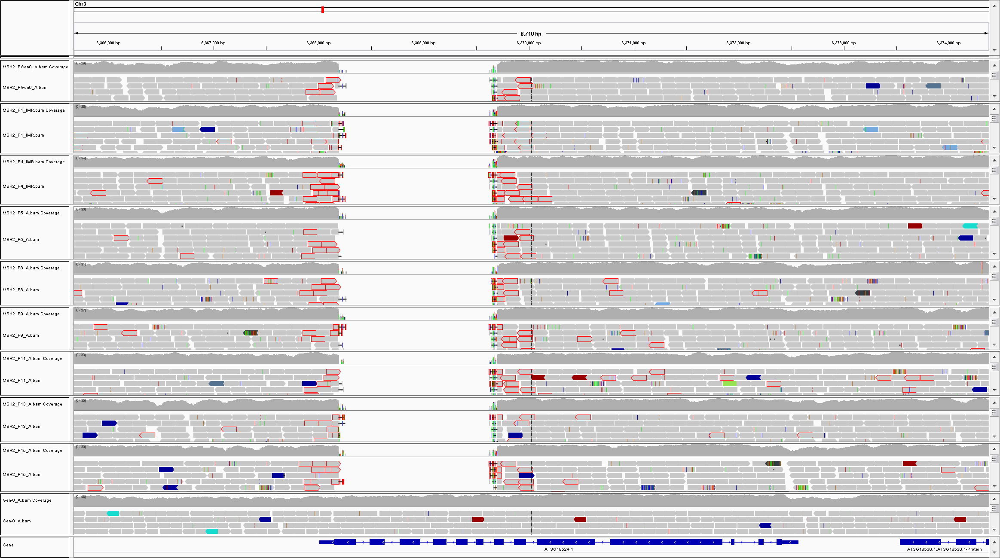 Chr3
8,710 bp
6,366,000 bp 6,367,000 bp 6,368,000 bp 6,369,000 bp 6,370,000 bp 6,371,000 bp 6,372,000 bp 6,373,000 bp 6,374,000 bp
MSH2_PGen0_A.bam Coverage [0 - 29]
MSH2_PGen0_A.bam
MSH2_P1_IMR.bam Coverage [0 - 35]
MSH2_P1_IMR.bam
MSH2_P4_IMR.bam Coverage [0 - 34]
MSH2_P4_IMR.bam
MSH2_P5_A.bam Coverage [0 - 30]
MSH2_P5_A.bam
MSH2_P8_A.bam Coverage [0 - 31]
MSH2_P8_A.bam
MSH2_P9_A.bam Coverage [0 - 27]
MSH2_P9_A.bam
MSH2_P11_A.bam Coverage [0 - 33]
MSH2_P11_A.bam
MSH2_P13_A.bam Coverage [0 - 35]
MSH2_P13_A.bam
MSH2_P15_A.bam Coverage [0 - 30]
MSH2_P15_A.bam
Gen-0_A.bam Coverage [0 - 46]
Gen-0_A.bam
Gene
AT3G18524.1 AT3G18530.1,AT3G18530.1-Protein